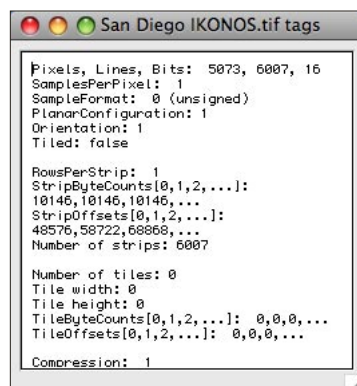 San Diego IKONOS.tif tags
Pixels, Lines, Bits: 5073, 6007, 16
SamplesPerPixel: 1
SampleFormat: 0 (unsigned)
PlanarConfiguration: 1
Orientation: 1
Tiled: false
RowsPerStrip: 1
StripByteCounts[0,1,2,...]:
10146,10146,10146,...
StripOffsets[0,1,2,...]:
48576,58722,68868,...
Number of strips: 6007
Number of tiles: 0
Tile width: 0
Tile height: 0
TileByteCounts[0,1,2,...]: 0,0,0,...
TileOffsets[0,1,2,...]: 0,0,0,...
Compression: 1